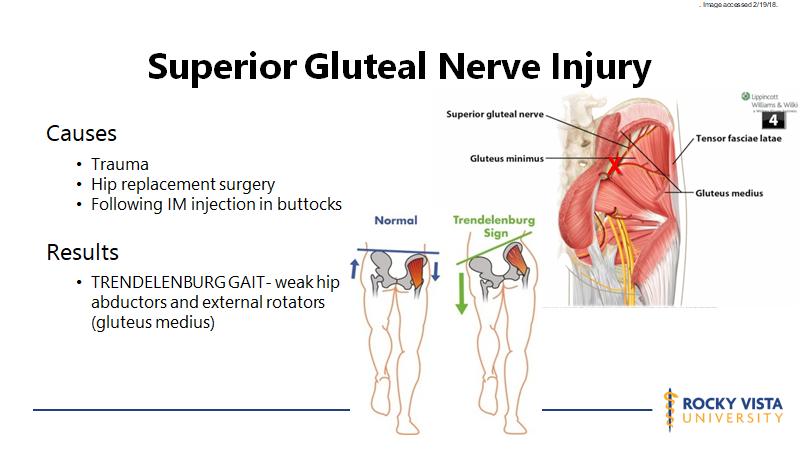 . Image accessed 2/19/18.
Superior Gluteal Nerve Injury
Causes
• Trauma
• Hip replacement surgery
• Following IM injection in buttocks
Results
• TRENDELENBURG GAIT- weak hip
abductors and external rotators
(gluteus medius)
Normal
Trendelenburg
Sign
Superior gluteal nerve
Gluteus minimus
Lippincott
Williams & Wilki
4
Tensor fasciae latae
Gluteus medius
ROCKY VISTA
UNIVERSITY